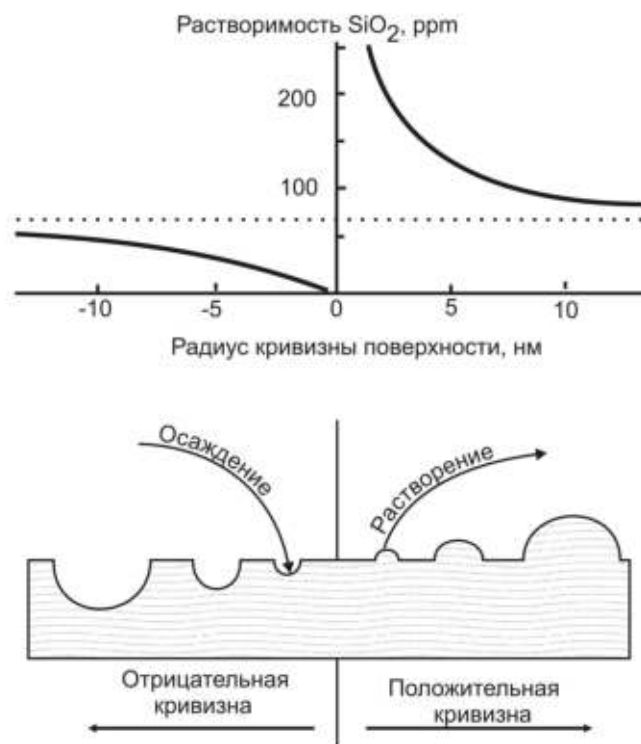 Растворимость SiO2, ppm
200
100
-10 -5 0 5 10
Радиус кривизны поверхности, нм
Осаждение
Растворение
Отрицательная
кривизна
Положительная
кривизна